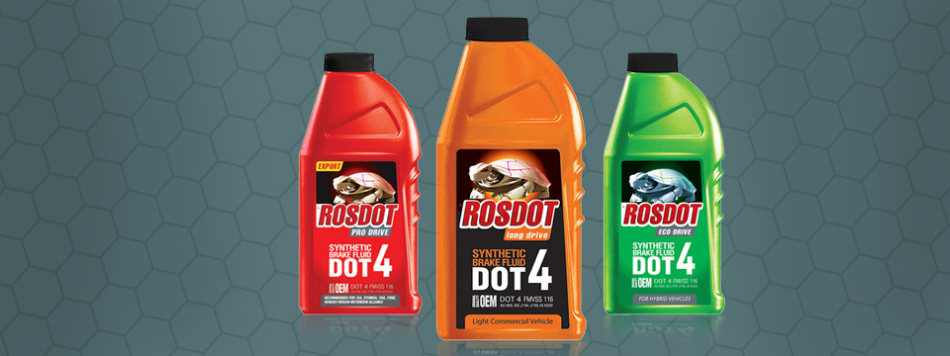 EXPORT
ROSDOT
PRO DRIVE
SYNTHETIC
BRAKE FLUID
DOT 4
OEM DOT 4 FMVSS 116
ROSDOT
long drive
SYNTHETIC
BRAKE FLUID
DOT 4
OEM DOT 4 FMVSS 116
Light Commercial Vehicle
ROSDOT
ECO DRIVE
SYNTHETIC
BRAKE FLUID
DOT 4
OEM DOT 4 FMVSS 116
FOR HYBRID VEHICLES